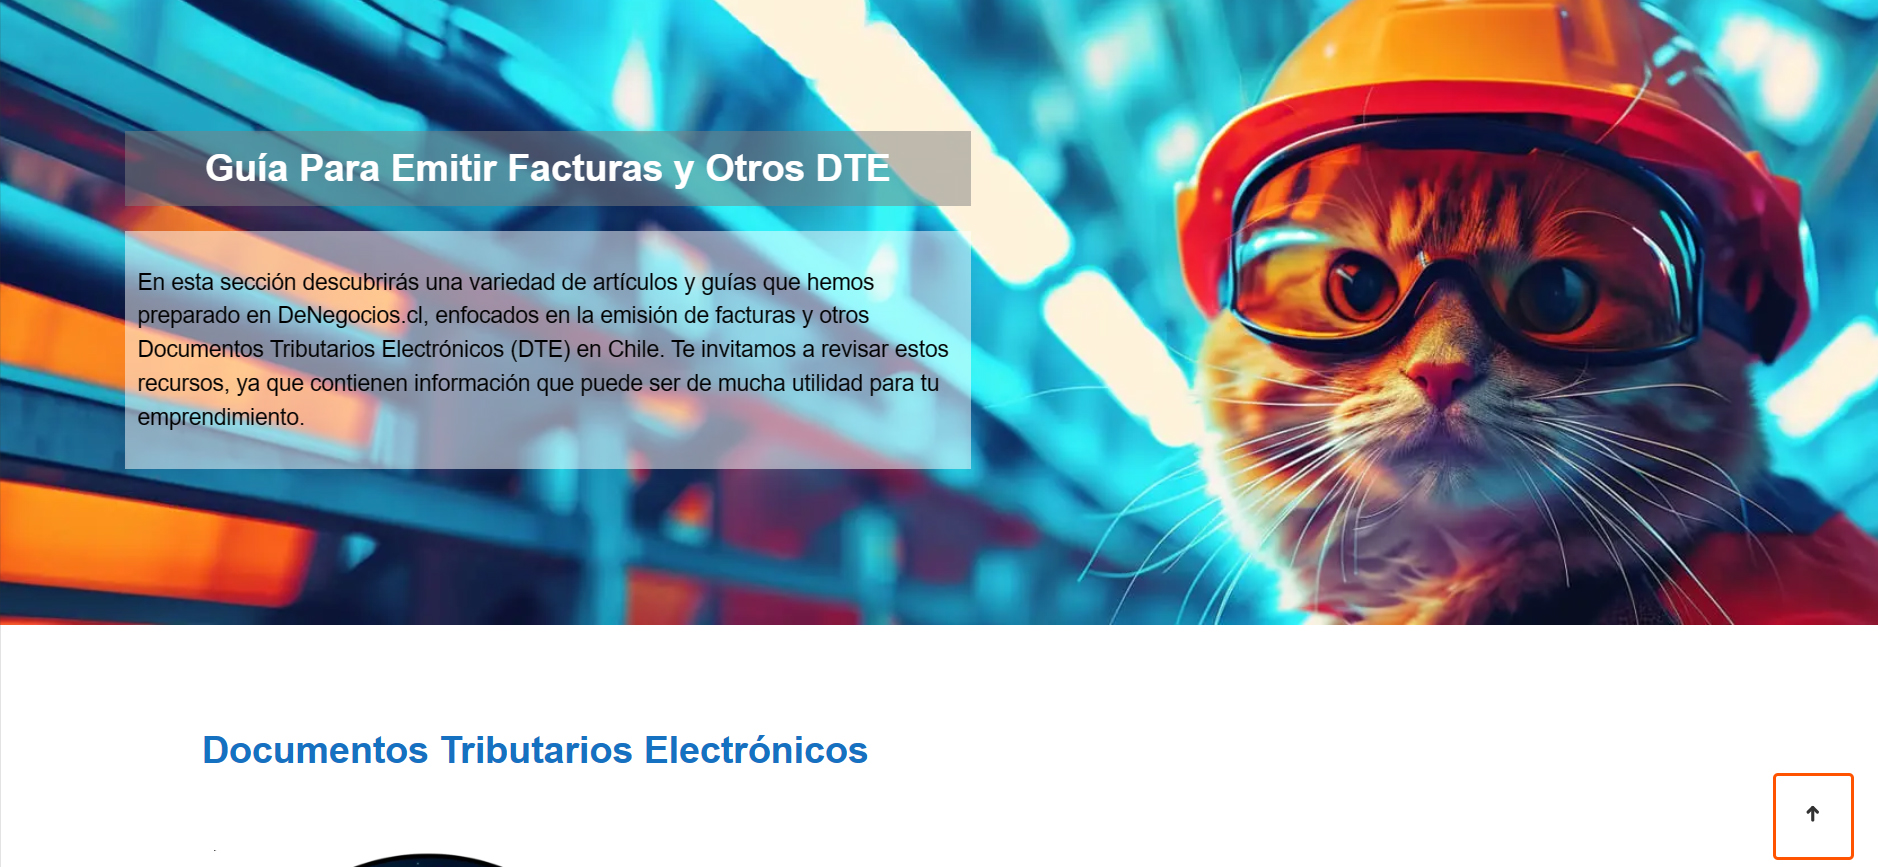 Guía Para Emitir Facturas y Otros DTE
En esta sección descubrirás una variedad de artículos y guías que hemos
preparado en DeNegocios.cl, enfocados en la emisión de facturas y otros
Documentos Tributarios Electrónicos (DTE) en Chile. Te invitamos a revisar estos
recursos, ya que contienen información que puede ser de mucha utilidad para tu
emprendimiento.
Documentos Tributarios Electrónicos